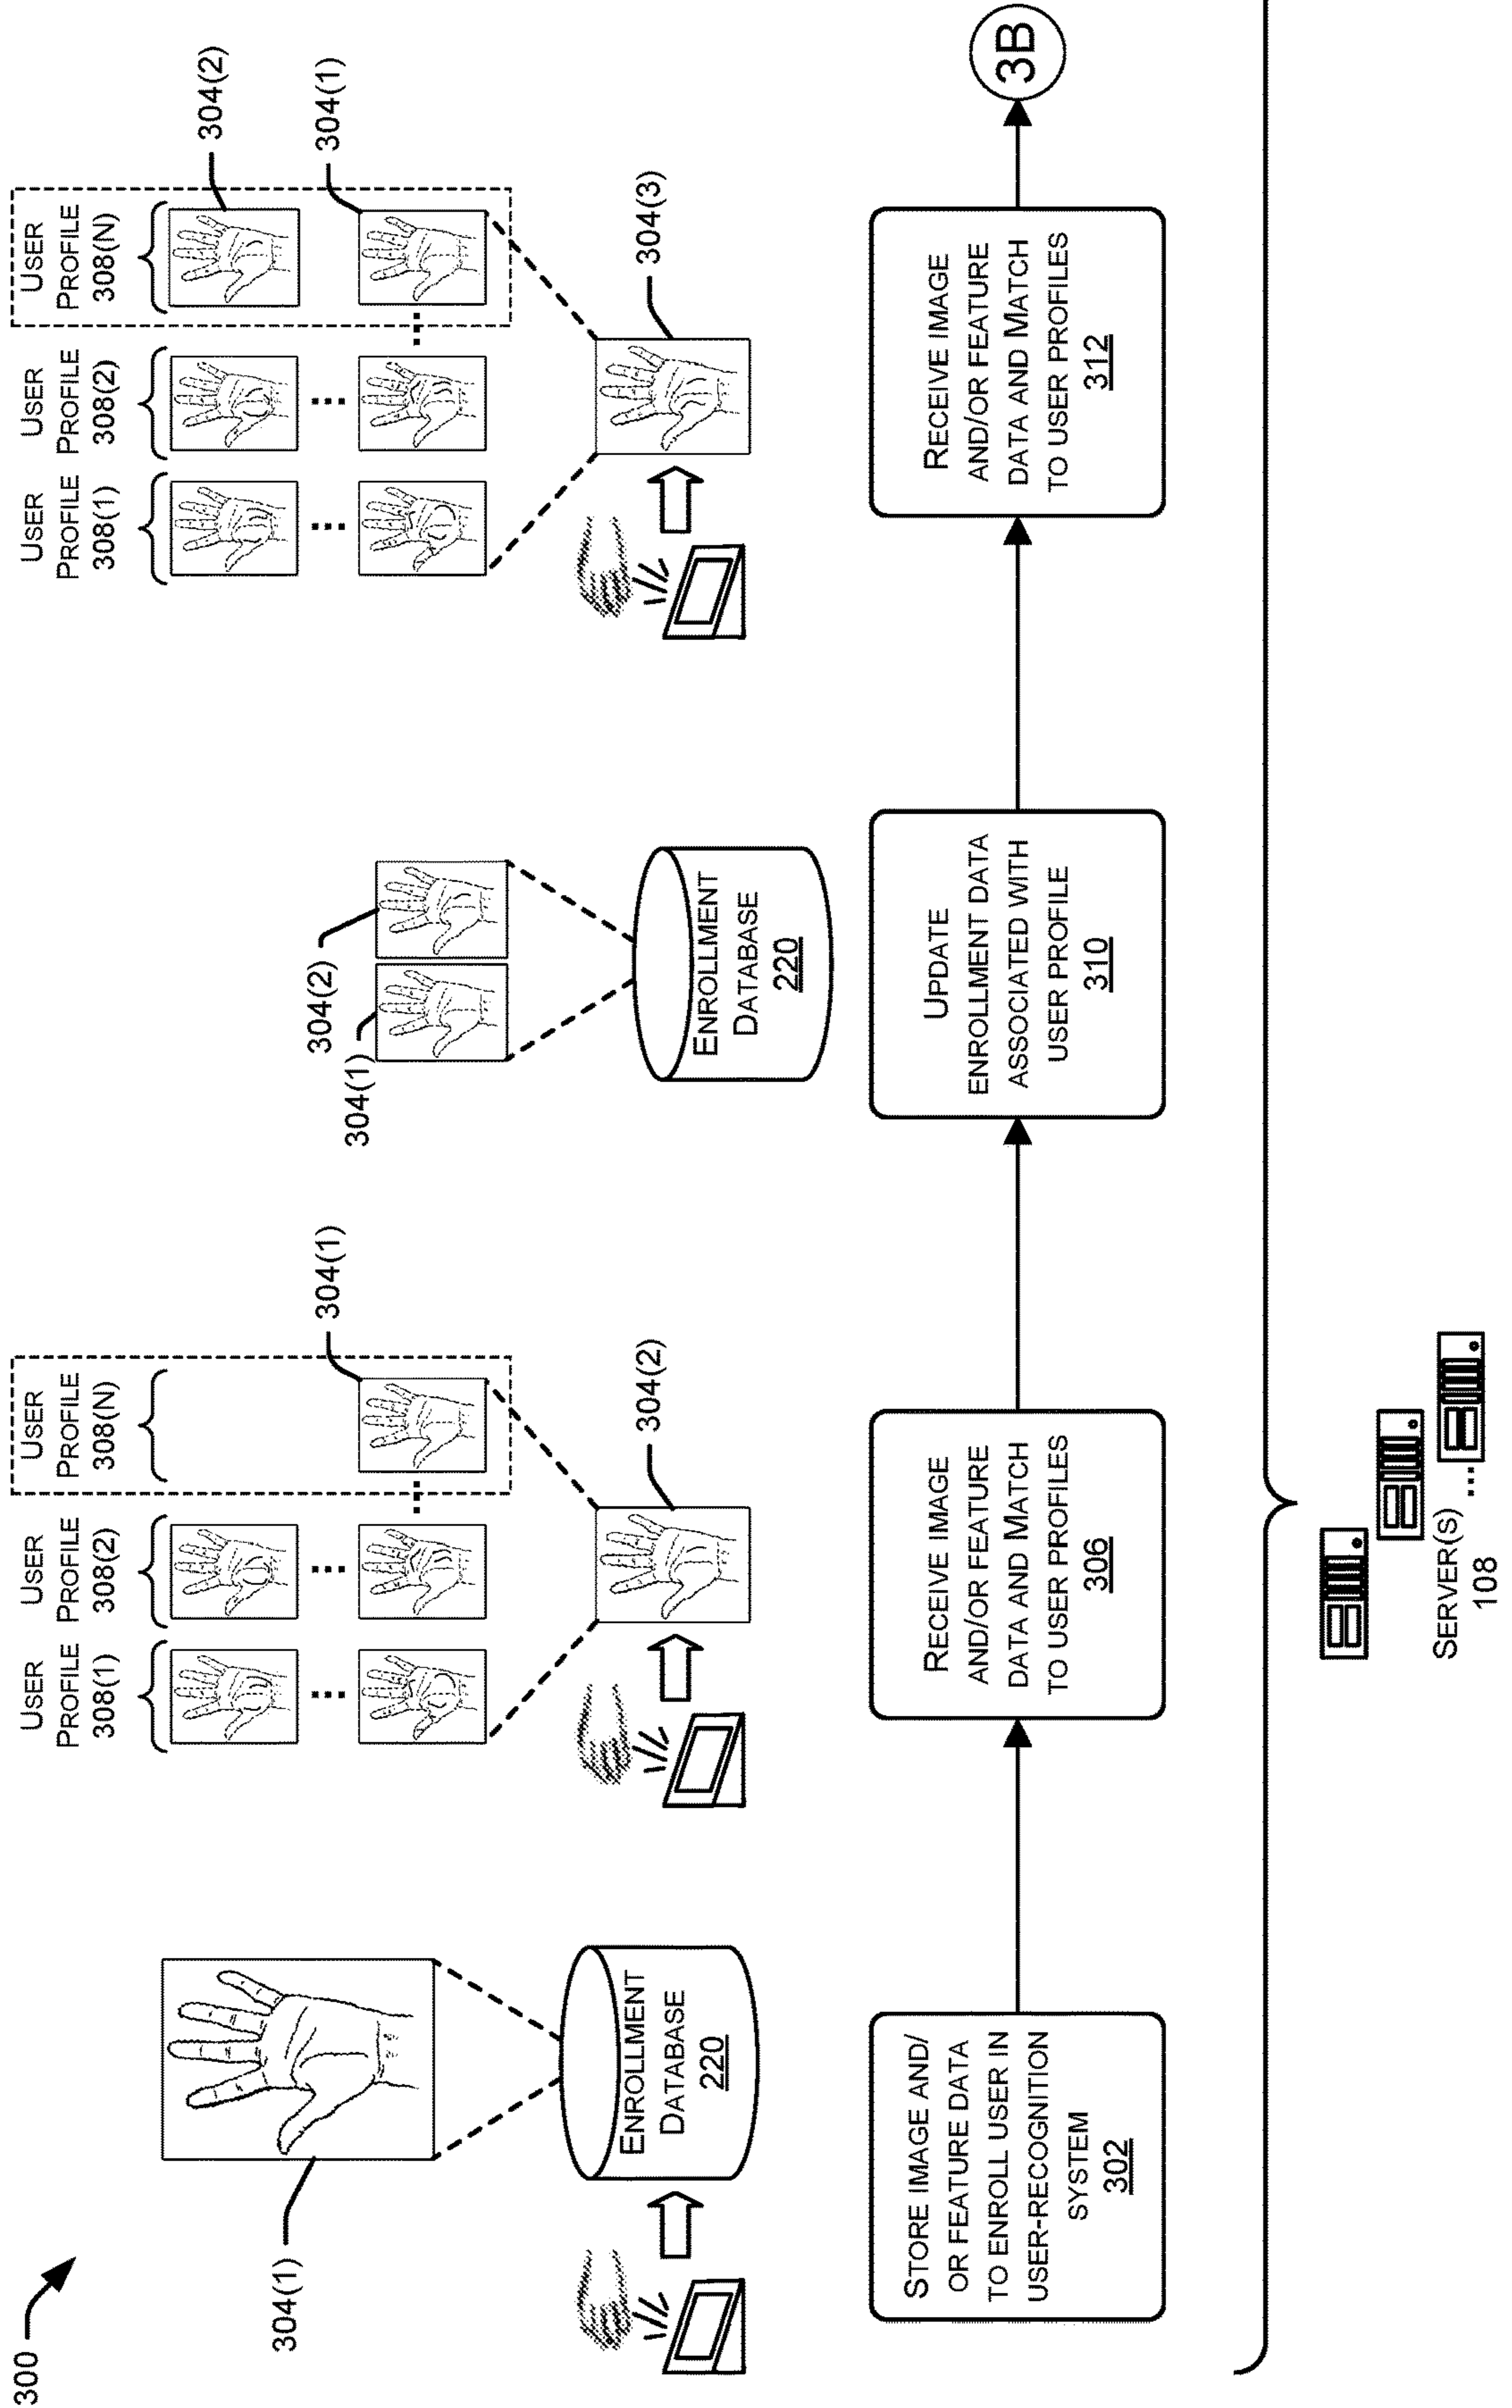 300
304(1)
ENROLLMENT
DATABASE
220
STORE IMAGE AND/
OR FEATURE DATA
TO ENROLL USER IN
USER-RECOGNITION
SYSTEM
302
USER
PROFILE
308(1)
USER
PROFILE
308(2)
USER
PROFILE
308(N)
304(1)
304(2)
RECEIVE IMAGE
AND/OR FEATURE
DATA AND MATCH
TO USER PROFILES
306
304(1)
304(2)
ENROLLMENT
DATABASE
220
UPDATE
ENROLLMENT DATA
ASSOCIATED WITH
USER PROFILE
310
USER
PROFILE
308(1)
USER
PROFILE
308(2)
USER
PROFILE
308(N)
304(2)
304(1)
304(3)
RECEIVE IMAGE
AND/OR FEATURE
DATA AND MATCH
TO USER PROFILES
312
3B
SERVER(S)
108